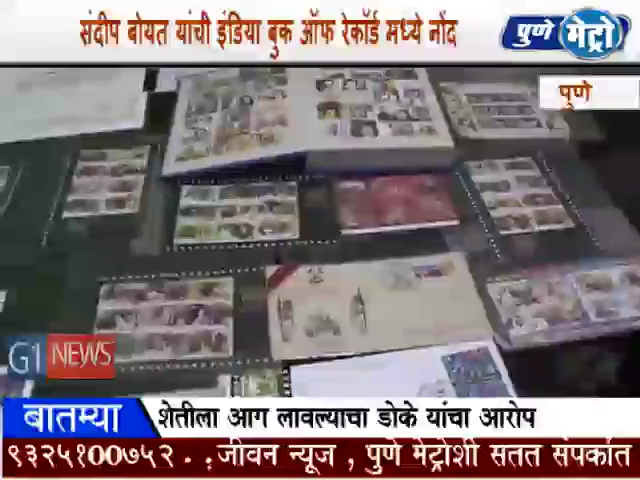 संदीप बोयत यांची इंडिया बुक ऑफ रेकॉर्ड मध्ये नोंद
पुणे मेट्रो
पुणे
G1 NEWS
बातम्या शेतीला आग लावल्याचा डोके यांचा आरोप
९३२५१००७५२ . : जीवन न्यूज , पुणे मेट्रोशी सतत संपर्कात